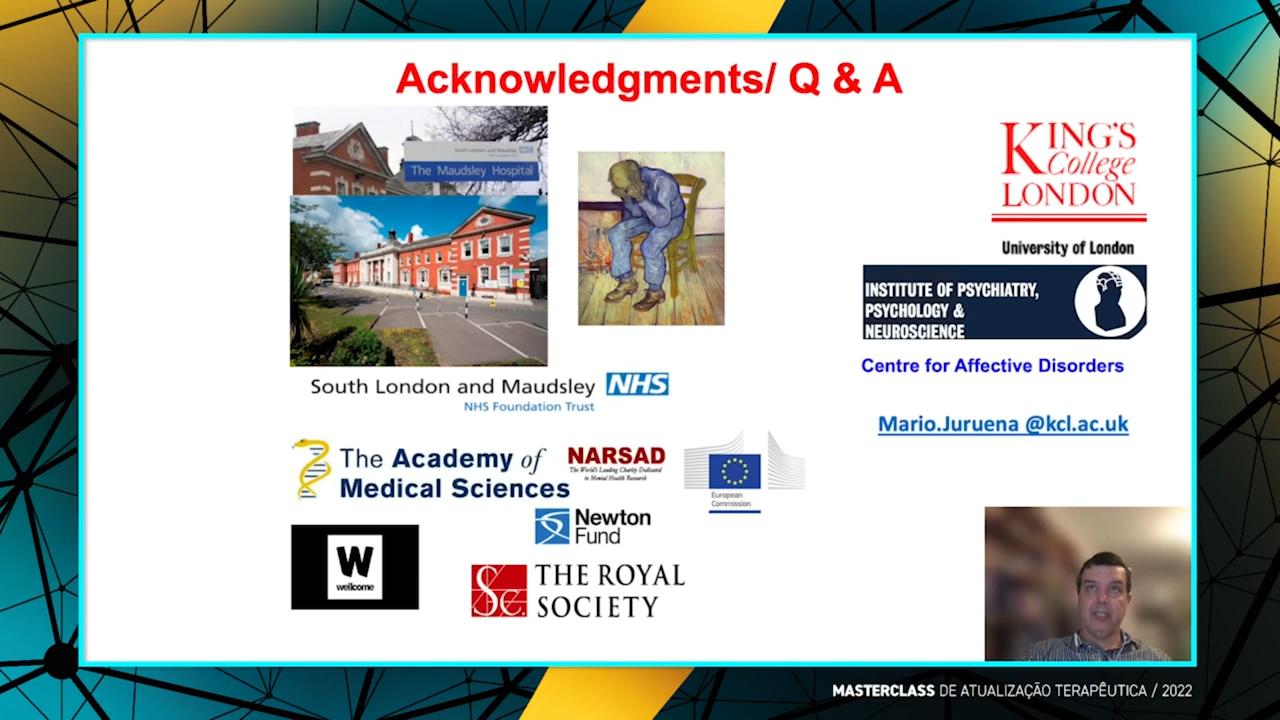 Acknowledgments/ Q & A
South London and Maudsley NHS
The Maudsley Hospital
South London and Maudsley NHS
NHS Foundation Trust
The Academy of
Medical Sciences
NARSAD
The World's Leading Charity Dedicated
to Mental Health Research
European
Commission
Newton
Fund
W
wellcome
THE ROYAL
SOCIETY
KING'S
College
LONDON
University of London
INSTITUTE OF PSYCHIATRY,
PSYCHOLOGY &
NEUROSCIENCE
Centre for Affective Disorders
Mario.Juruena @kcl.ac.uk
MASTERCLASS DE ATUALIZAÇÃO TERAPÊUTICA / 2022